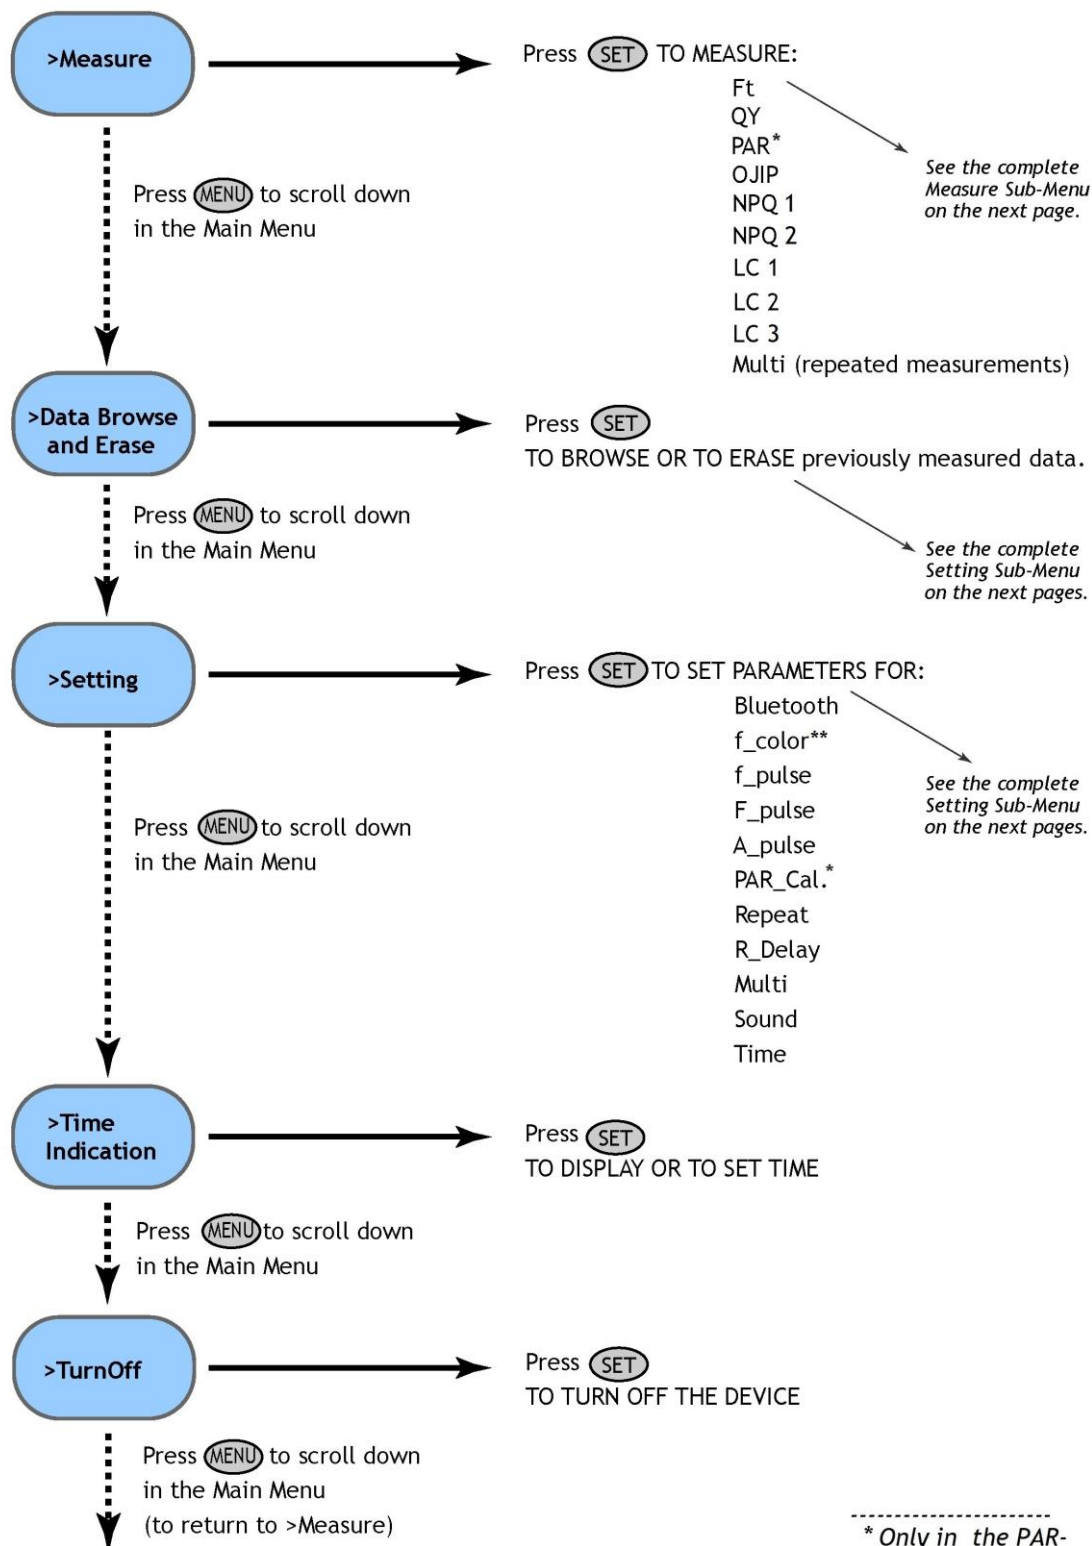 >Measure
Press SET TO MEASURE:
Ft
QY
PAR*
OJIP
NPQ 1
NPQ 2
LC 1
LC 2
LC 3
Multi (repeated measurements)
See the complete
Measure Sub-Menu
on the next page.
Press MENU to scroll down
in the Main Menu
>Data Browse
and Erase
Press SET
TO BROWSE OR TO ERASE previously measured data.
See the complete
Setting Sub-Menu
on the next pages.
Press MENU to scroll down
in the Main Menu
>Setting
Press SET TO SET PARAMETERS FOR:
Bluetooth
f_color**
f_pulse
F_pulse
A_pulse
PAR_Cal.*
Repeat
R_Delay
Multi
Sound
Time
See the complete
Setting Sub-Menu
on the next pages.
Press MENU to scroll down
in the Main Menu
>Time
Indication
Press SET
TO DISPLAY OR TO SET TIME
Press MENU to scroll down
in the Main Menu
>TurnOff
Press SET
TO TURN OFF THE DEVICE
Press MENU to scroll down
in the Main Menu
(to return to >Measure)
* Only in the PAR-